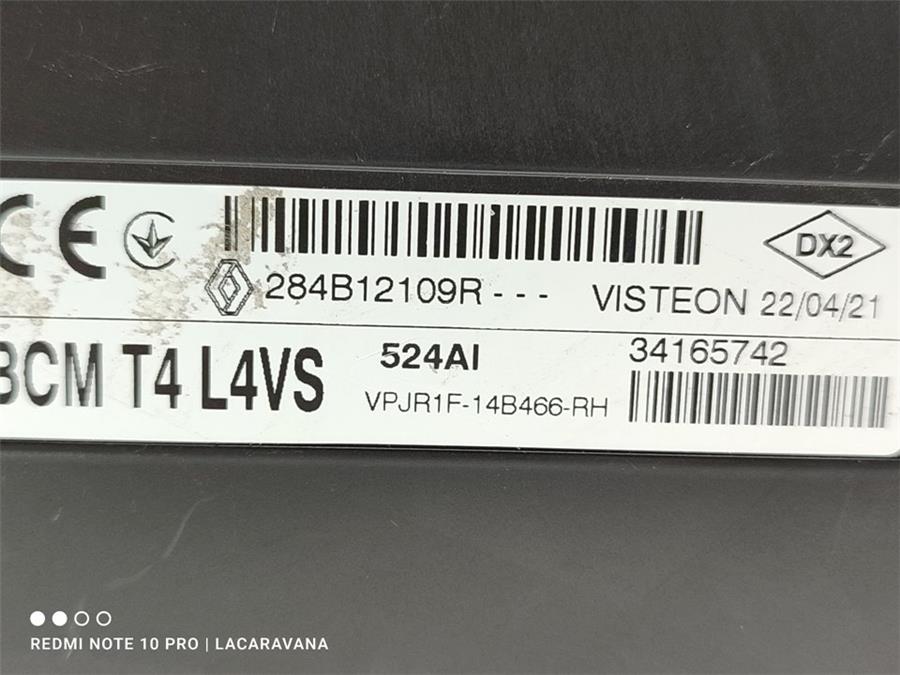 CE
284B12109R - - - VISTEON 22/04/21
DX2
BCM T4 L4VS
524AI
VPJR1F-14B466-RH
34165742
REDMI NOTE 10 PRO | LACARAVANA